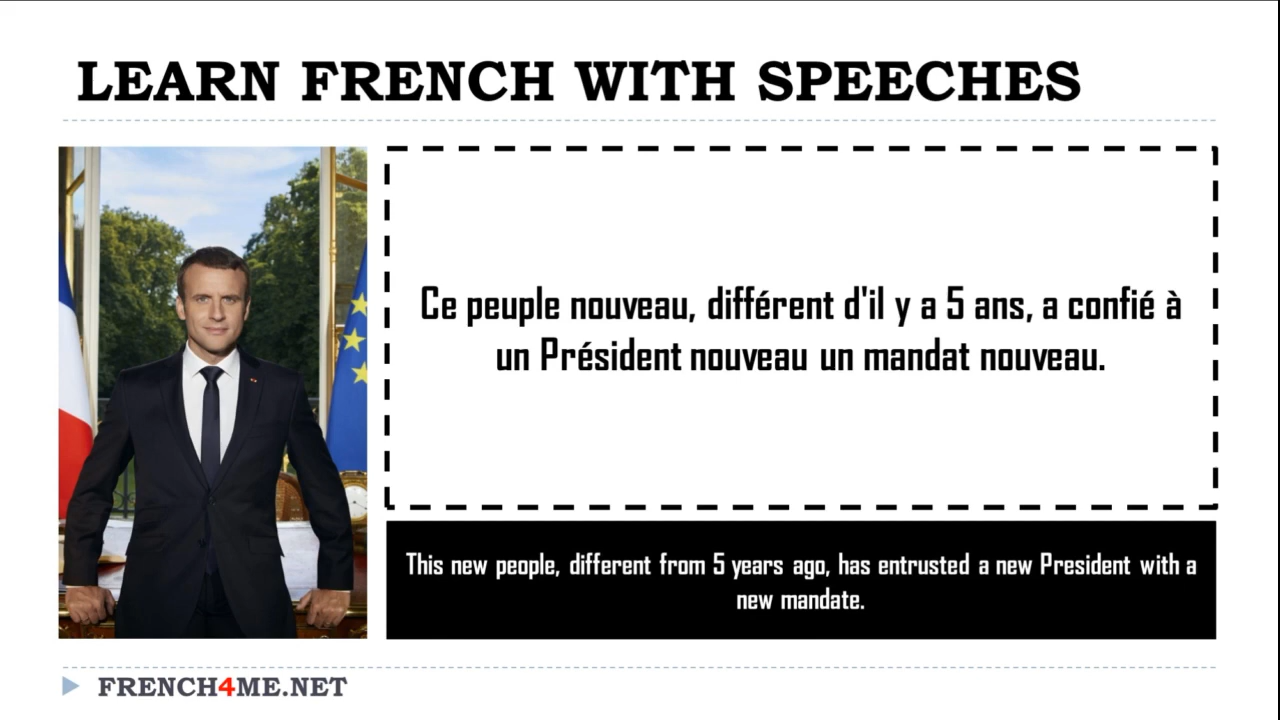 LEARN FRENCH WITH SPEECHES
Ce peuple nouveau, différent d'il y a 5 ans, a confié à
un Président nouveau un mandat nouveau.
This new people, different from 5 years ago, has entrusted a new President with a
new mandate.
FRENCH4ME.NET